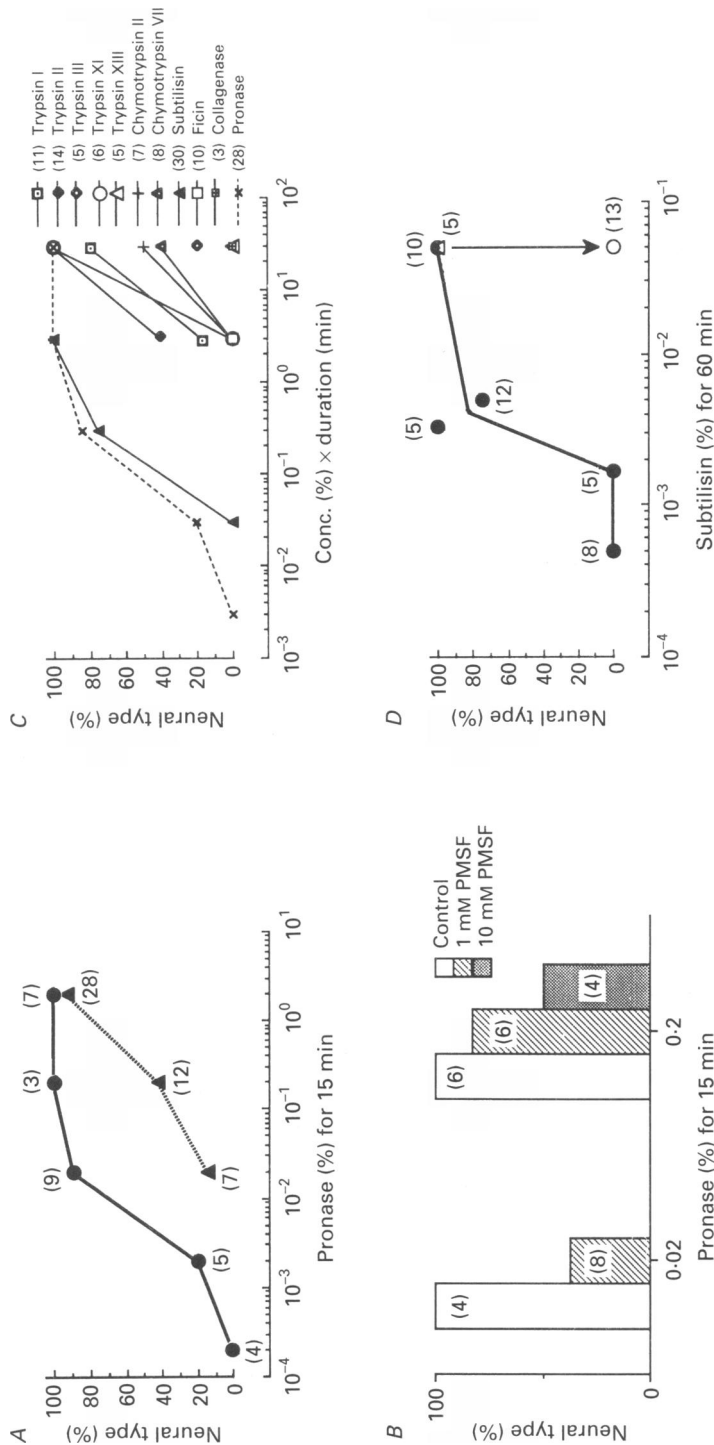 A
Neural type (%)
100
80
60
40
20
0
(4)
(5)
(9)
(3)
(7)
(7)
(12)
(28)
10⁻⁴
10⁻³
10⁻²
10⁻¹
10⁰
10¹
Pronase (%) for 15 min
B
Neural type (%)
100
0
(4)
(8)
(6)
(6)
(4)
Control
1 mM PMSF
10 mM PMSF
0·02
0·2
Pronase (%) for 15 min
C
Neural type (%)
100
80
60
40
20
0
10⁻³
10⁻²
10⁻¹
10⁰
10¹
10²
Conc. (%) × duration (min)
(11) Trypsin I
(14) Trypsin II
(5) Trypsin III
(6) Trypsin XI
(5) Trypsin XIII
(7) Chymotrypsin II
(8) Chymotrypsin VII
(30) Subtilisin
(10) Ficin
(3) Collagenase
(28) Pronase
D
Neural type (%)
100
80
60
40
20
0
(8)
(5)
(5)
(12)
(10)
(5)
(13)
10⁻⁴
10⁻³
10⁻²
10⁻¹
Subtilisin (%) for 60 min